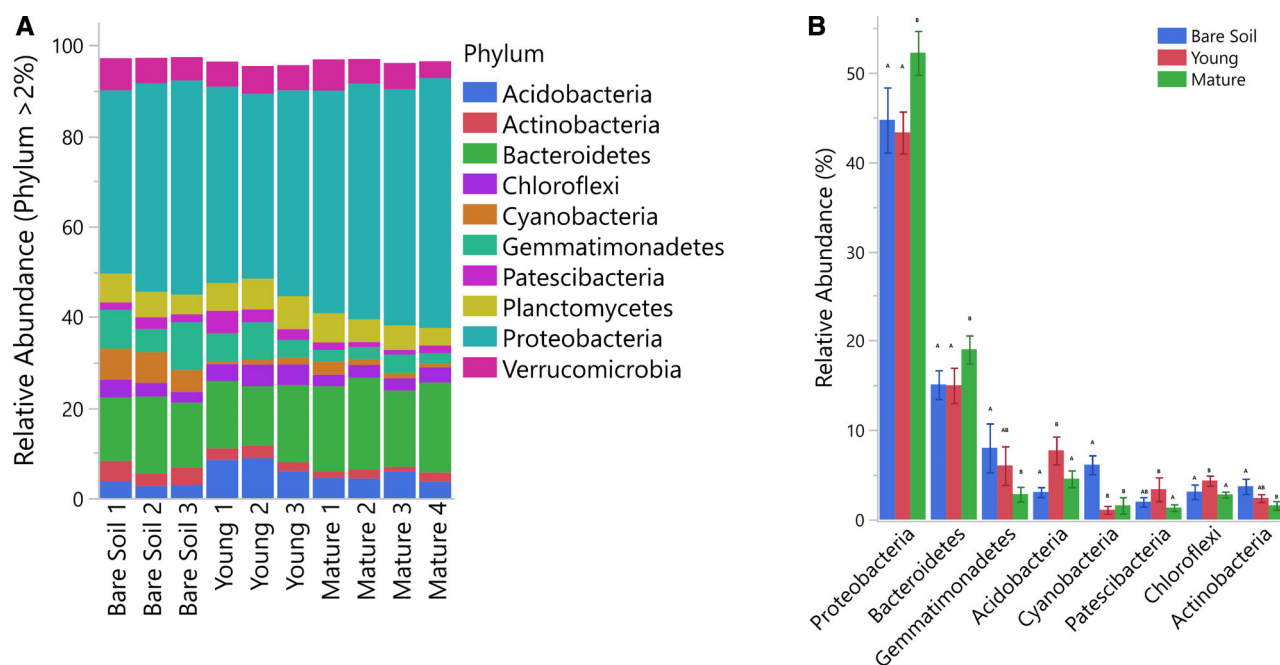 A
Relative Abundance (Phylum >2%)
100
80
60
40
20
0
Bare Soil 1
Bare Soil 2
Bare Soil 3
Young 1
Young 2
Young 3
Mature 1
Mature 2
Mature 3
Mature 4
Phylum
Acidobacteria
Actinobacteria
Bacteroidetes
Chloroflexi
Cyanobacteria
Gemmatimonadetes
Patescibacteria
Planctomycetes
Proteobacteria
Verrucomicrobia
B
Relative Abundance (%)
50
40
30
20
10
0
A A B
A A B
A AB B
A B A
A B B
AB B A
A B A
A AB B
Proteobacteria
Bacteroidetes
Gemmatimonadetes
Acidobacteria
Cyanobacteria
Patescibacteria
Chloroflexi
Actinobacteria
Bare Soil
Young
Mature